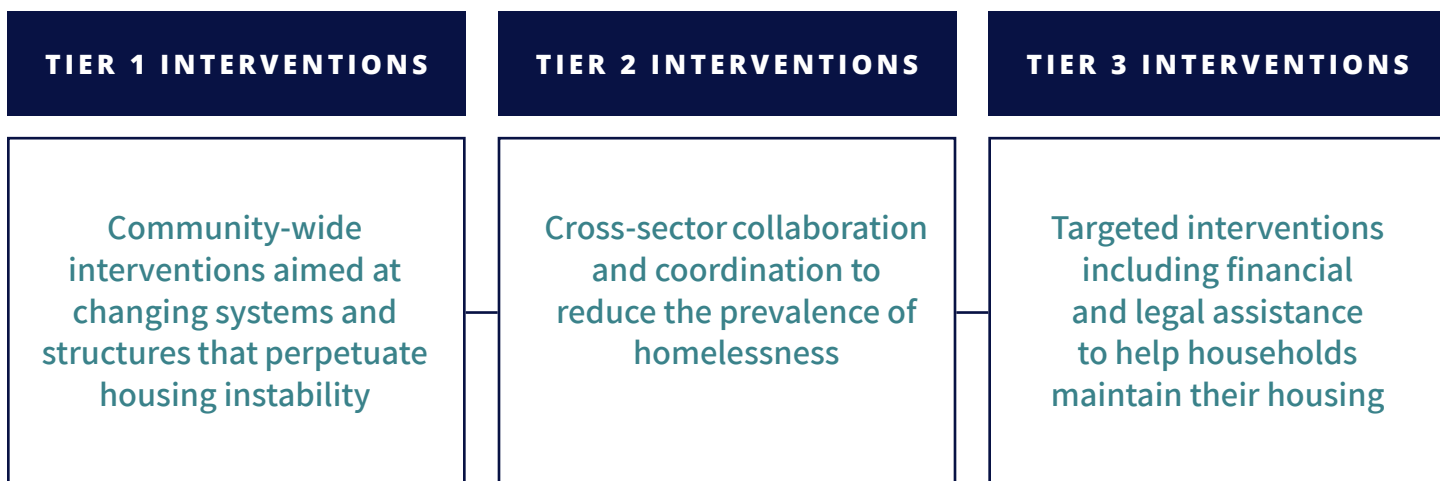 TIER 1 INTERVENTIONS
Community-wide
interventions aimed at
changing systems and
structures that perpetuate
housing instability
TIER 2 INTERVENTIONS
Cross-sector collaboration
and coordination to
reduce the prevalence of
homelessness
TIER 3 INTERVENTIONS
Targeted interventions
including financial
and legal assistance
to help households
maintain their housing